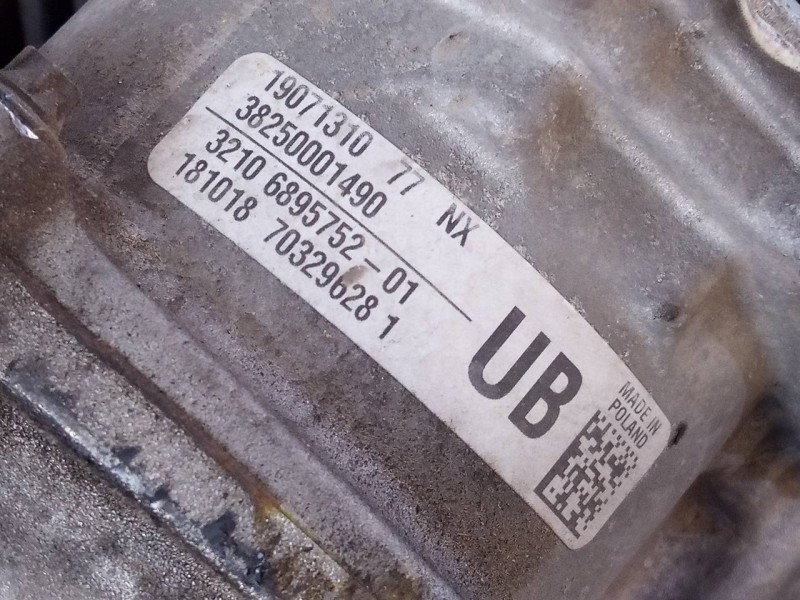 19071310 77 NX
38250001490
3210 6895752-01
181018 70329628 1
UB
MADE IN
POLAND